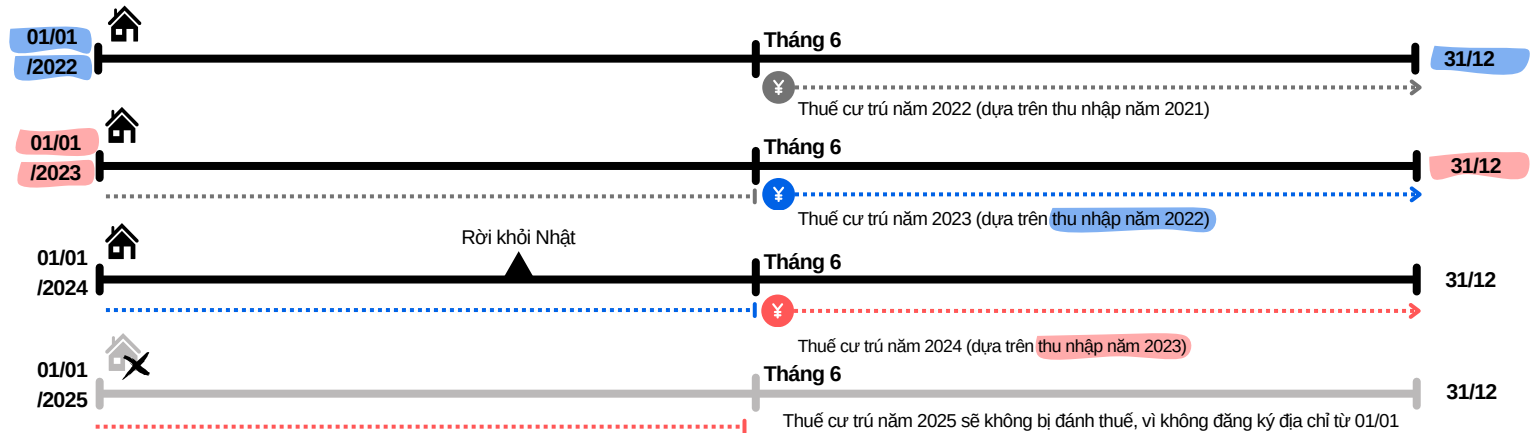 01/01
/2022
Tháng 6
31/12
¥
Thuế cư trú năm 2022 (dựa trên thu nhập năm 2021)
01/01
/2023
Tháng 6
31/12
¥
Thuế cư trú năm 2023 (dựa trên thu nhập năm 2022)
Rời khỏi Nhật
01/01
/2024
Tháng 6
31/12
¥
Thuế cư trú năm 2024 (dựa trên thu nhập năm 2023)
01/01
/2025
Tháng 6
31/12
Thuế cư trú năm 2025 sẽ không bị đánh thuế, vì không đăng ký địa chỉ từ 01/01